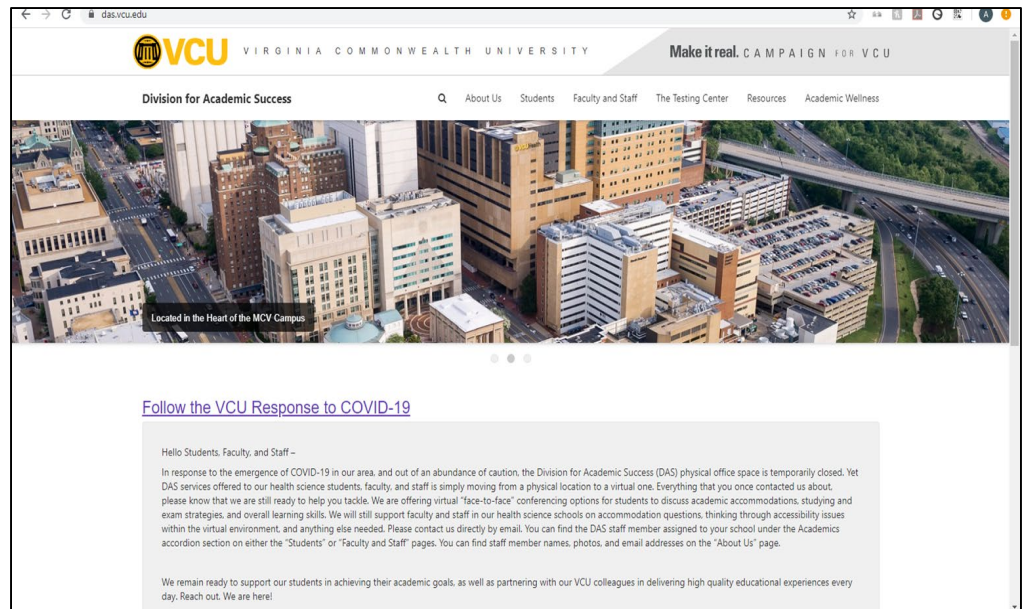 das.vcu.edu
A
VCU VIRGINIA COMMONWEALTH UNIVERSITY Make it real. CAMPAIGN FOR VCU
Division for Academic Success About Us Students Faculty and Staff The Testing Center Resources Academic Wellness
Located in the Heart of the MCV Campus
Follow the VCU Response to COVID-19
Hello Students, Faculty, and Staff –
In response to the emergence of COVID-19 in our area, and out of an abundance of caution, the Division for Academic Success (DAS) physical office space is temporarily closed. Yet
DAS services offered to our health science students, faculty, and staff is simply moving from a physical location to a virtual one. Everything that you once contacted us about,
please know that we are still ready to help you tackle. We are offering virtual "face-to-face" conferencing options for students to discuss academic accommodations, studying and
exam strategies, and overall learning skills. We will still support faculty and staff in our health science schools on accommodation questions, thinking through accessibility issues
within the virtual environment, and anything else needed. Please contact us directly by email. You can find the DAS staff member assigned to your school under the Academics
accordion section on either the "Students" or "Faculty and Staff" pages. You can find staff member names, photos, and email addresses on the "About Us" page.
We remain ready to support our students in achieving their academic goals, as well as partnering with our VCU colleagues in delivering high quality educational experiences every
day. Reach out. We are here!